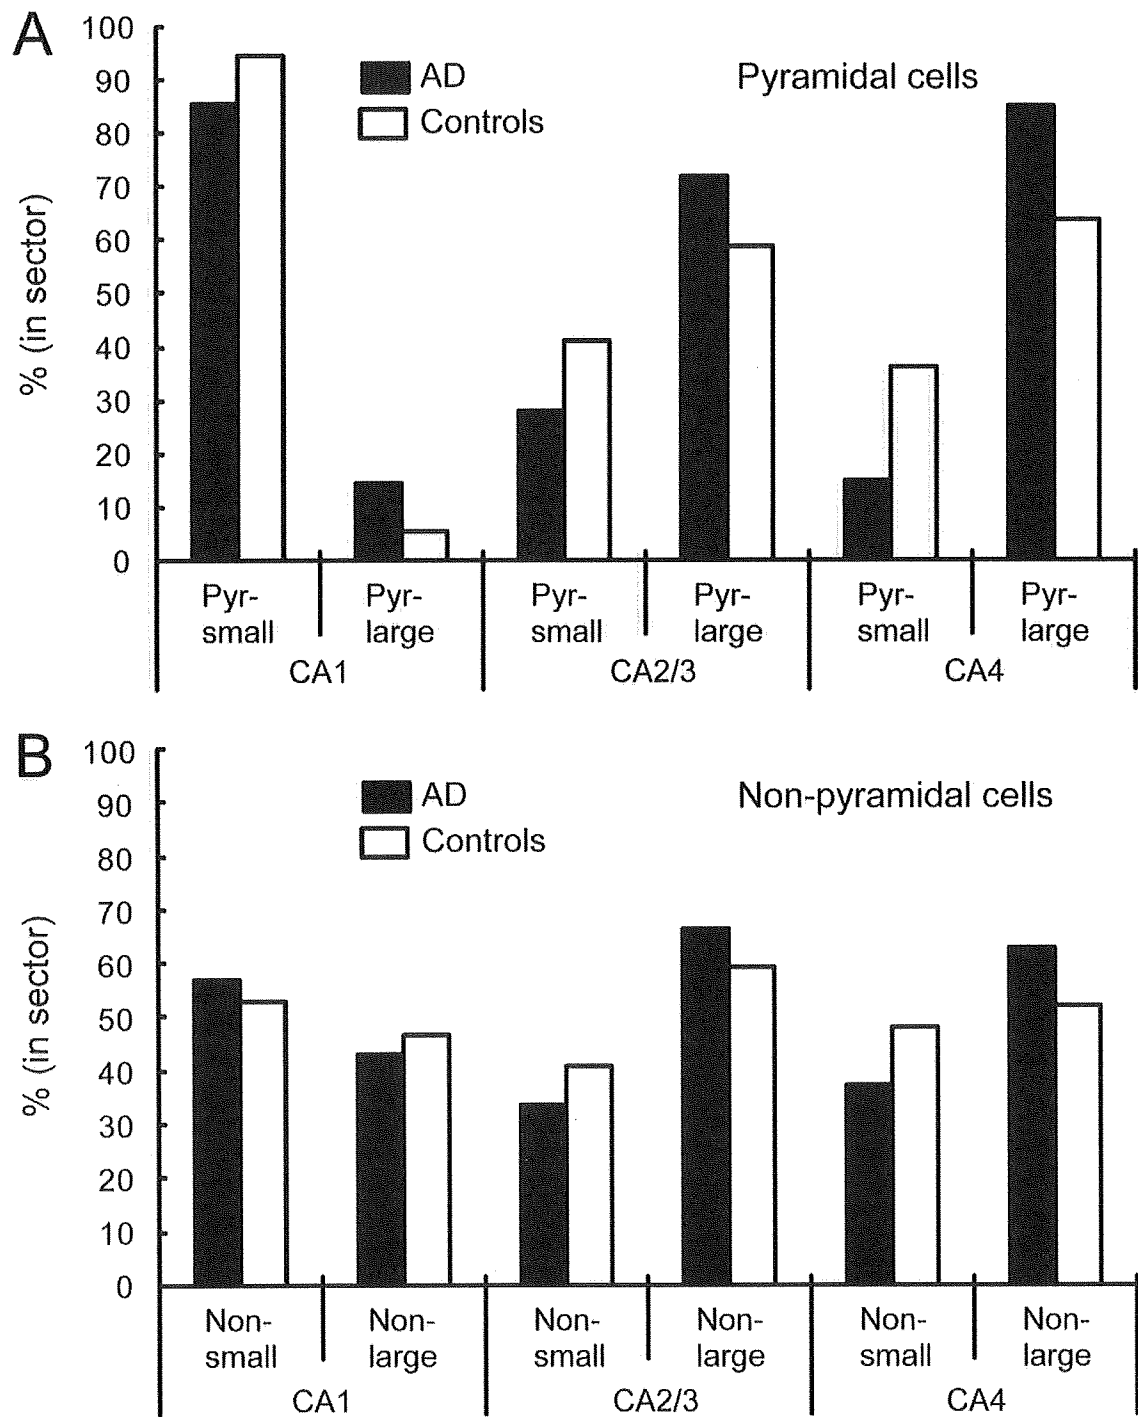 A
100
90
80
70
60
50
40
30
20
10
0
% (in sector)
AD
Controls
Pyramidal cells
Pyr-
small
Pyr-
large
Pyr-
small
Pyr-
large
Pyr-
small
Pyr-
large
CA1
CA2/3
CA4
B
100
90
80
70
60
50
40
30
20
10
0
% (in sector)
AD
Controls
Non-pyramidal cells
Non-
small
Non-
large
Non-
small
Non-
large
Non-
small
Non-
large
CA1
CA2/3
CA4